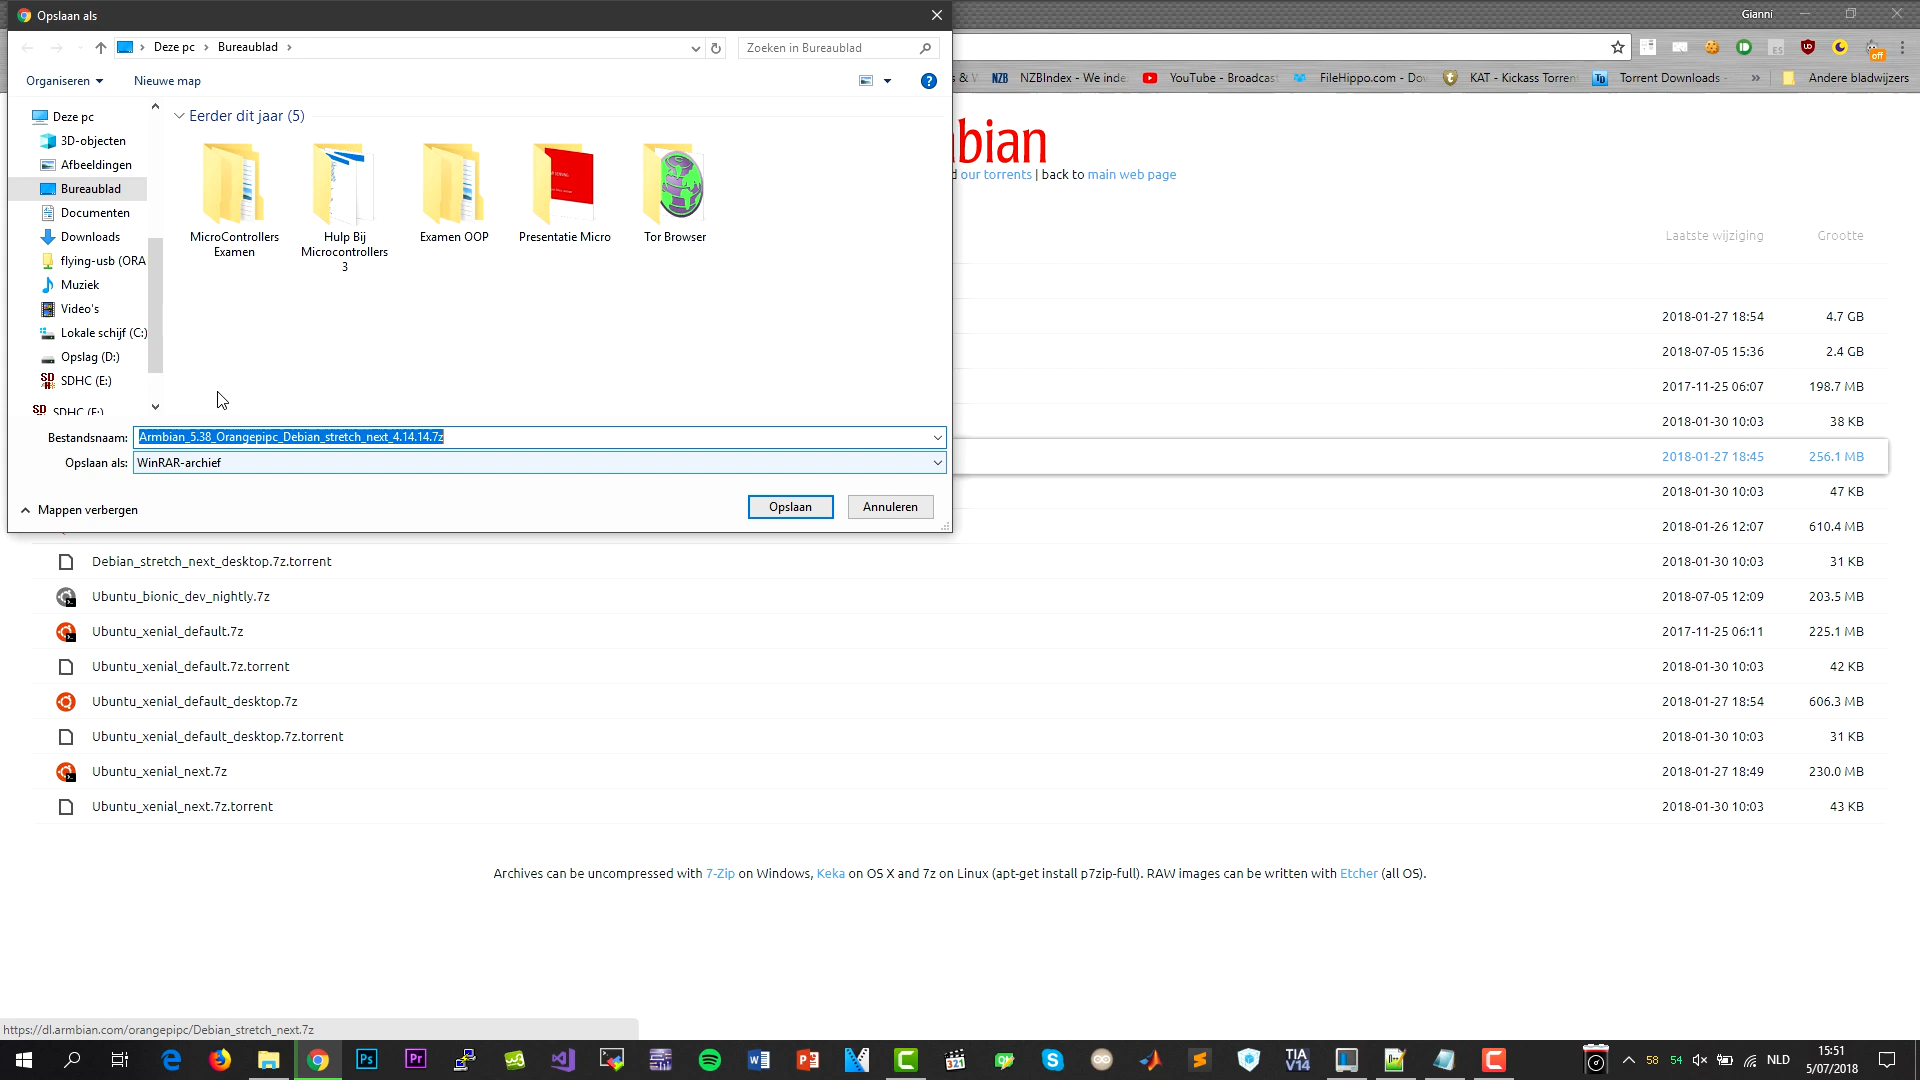 Opslaan als
Gianni
Deze pc
Bureaublad
Zoeken in Bureaublad
Organiseren
Nieuwe map
NZBIndex - We inde
YouTube - Broadcas
FileHippo.com - Dow
KAT - Kickass Torren
Torrent Downloads
»
Andere bladwijzers
Deze pc
3D-objecten
Afbeeldingen
Bureaublad
Documenten
Downloads
flying-usb (ORA
Muziek
Video's
Lokale schijf (C:)
Opslag (D:)
SDHC (E:)
SDHC (E:)
Eerder dit jaar (5)
MicroControllers
Examen
Hulp Bij
Microcontrollers
3
Examen OOP
Presentatie Micro
Tor Browser
Bestandsnaam:
Armbian_5.38_Orangepipc_Debian_stretch_next_4.14.14.7z
Opslaan als:
WinRAR-archief
Mappen verbergen
Opslaan
Annuleren
bian
d our torrents | back to main web page
Laatste wijziging
Grootte
2018-01-27 18:54 4.7 GB
2018-07-05 15:36 2.4 GB
2017-11-25 06:07 198.7 MB
2018-01-30 10:03 38 KB
2018-01-27 18:45 256.1 MB
2018-01-30 10:03 47 KB
2018-01-26 12:07 610.4 MB
Debian_stretch_next_desktop.7z.torrent 2018-01-30 10:03 31 KB
Ubuntu_bionic_dev_nightly.7z 2018-07-05 12:09 203.5 MB
Ubuntu_xenial_default.7z 2017-11-25 06:11 225.1 MB
Ubuntu_xenial_default.7z.torrent 2018-01-30 10:03 42 KB
Ubuntu_xenial_default_desktop.7z 2018-01-27 18:54 606.3 MB
Ubuntu_xenial_default_desktop.7z.torrent 2018-01-30 10:03 31 KB
Ubuntu_xenial_next.7z 2018-01-27 18:49 230.0 MB
Ubuntu_xenial_next.7z.torrent 2018-01-30 10:03 43 KB
Archives can be uncompressed with 7-Zip on Windows, Keka on OS X and 7z on Linux (apt-get install p7zip-full). RAW images can be written with Etcher (all OS).
https://dl.armbian.com/orangepipc/Debian_stretch_next.7z
Ps
Pr
321
TIA
V14
58
54
NLD
15:51
5/07/2018